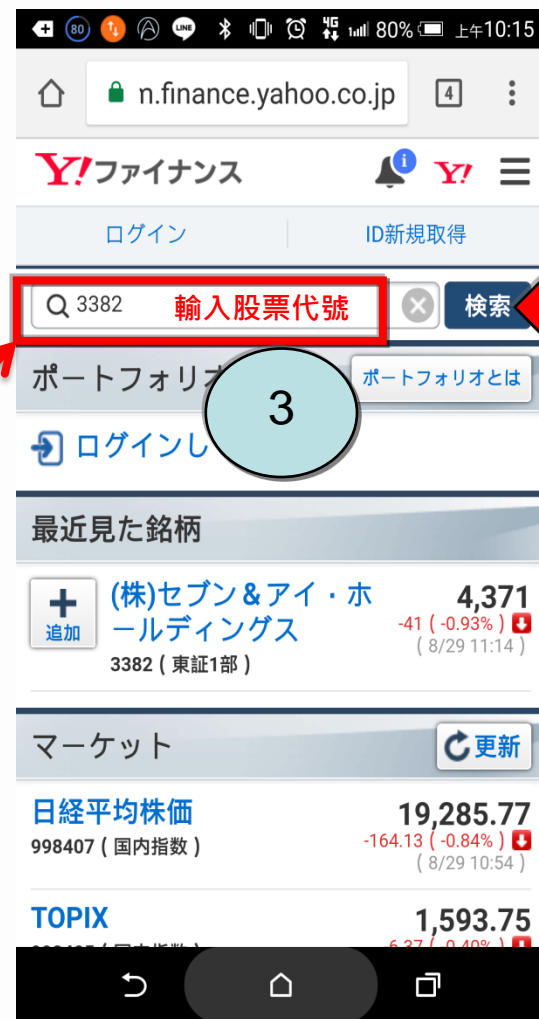 80 LINE 4G 80% 上午10:15
n.finance.yahoo.co.jp 4
Y!ファイナンス i Y!
ログイン ID新規取得
3382 輸入股票代號 検索
ポートフォリオ ポートフォリオとは
3
ログインし
最近見た銘柄
(株)セブン&アイ・ホ 4,371
追加 ールディングス -41 ( -0.93% )
3382 ( 東証1部 ) ( 8/29 11:14 )
マーケット 更新
日経平均株価 19,285.77
998407 ( 国内指数 ) -164.13 ( -0.84% )
( 8/29 10:54 )
TOPIX 1,593.75